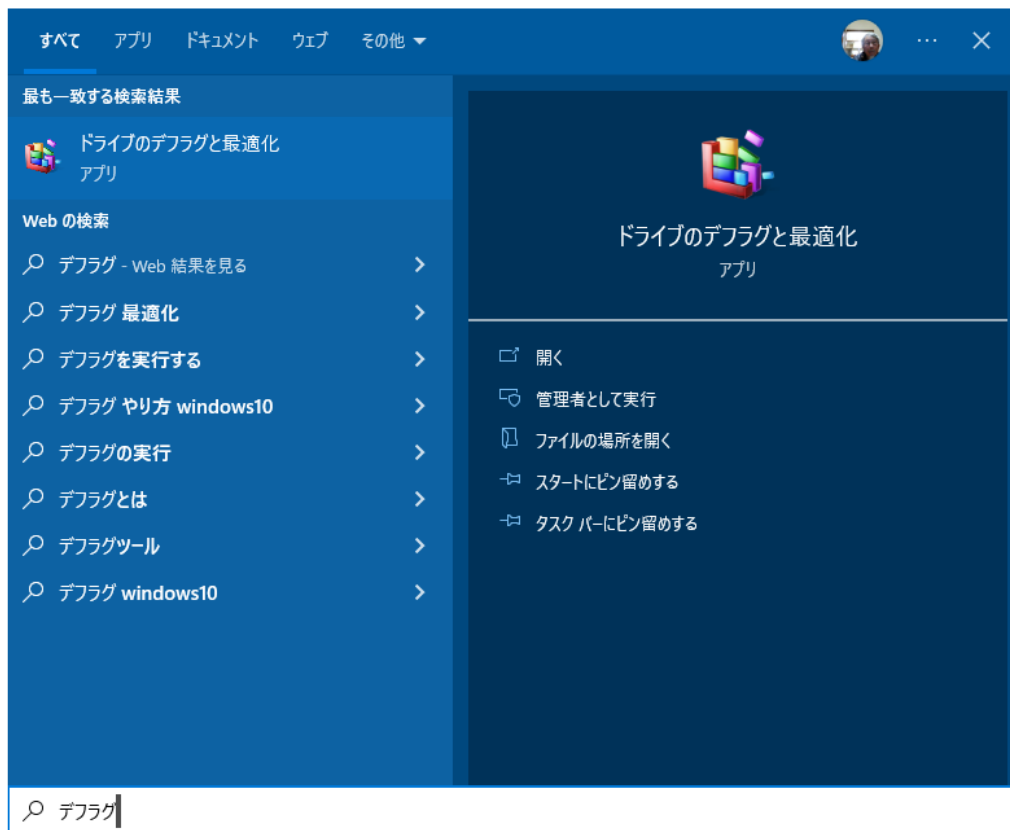 すべて アプリ ドキュメント ウェブ その他
最も一致する検索結果
ドライブのデフラグと最適化
アプリ
Web の検索
デフラグ - Web 結果を見る
デフラグ 最適化
デフラグを実行する
デフラグ やり方 windows10
デフラグの実行
デフラグとは
デフラグツール
デフラグ windows10
ドライブのデフラグと最適化
アプリ
開く
管理者として実行
ファイルの場所を開く
スタートにピン留めする
タスク バーにピン留めする
デフラグ